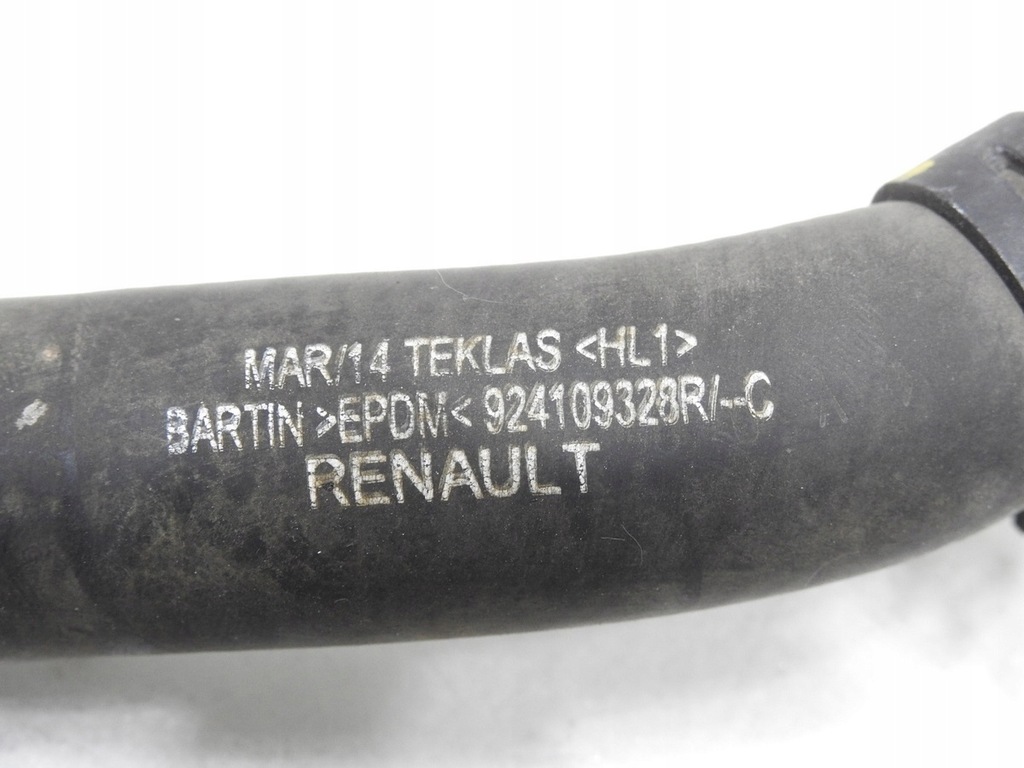 MAR/14 TEKLAS <HL1>
BARTIN >EPDM< 924109328R/--C
RENAULT